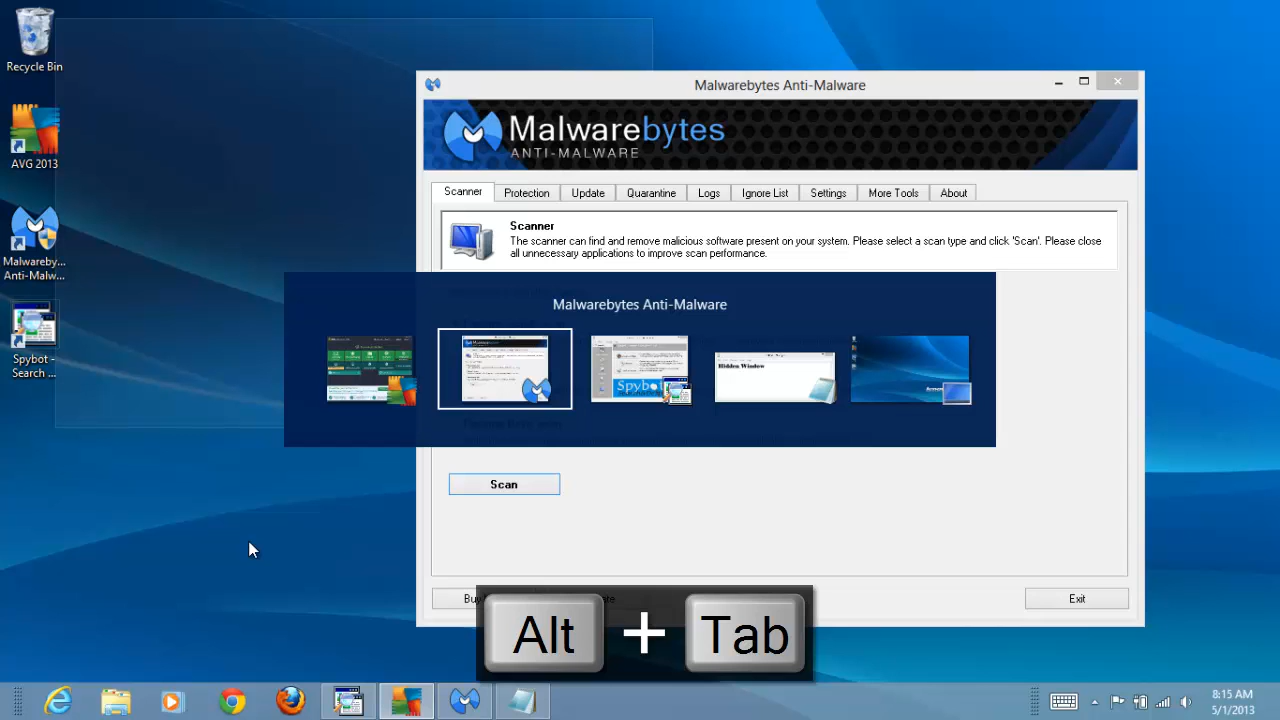 Recycle Bin
AVG 2013
Malwareby...
Anti-Malw...
Spybot -
Search ...
Malwarebytes Anti-Malware
Malwarebytes
ANTI-MALWARE
Scanner
Protection
Update
Quarantine
Logs
Ignore List
Settings
More Tools
About
Scanner
The scanner can find and remove malicious software present on your system. Please select a scan type and click 'Scan'. Please close
all unnecessary applications to improve scan performance.
Malwarebytes Anti-Malware
Spybot
Hidden Window
Scan
Exit
Alt + Tab
8:15 AM
5/1/2013